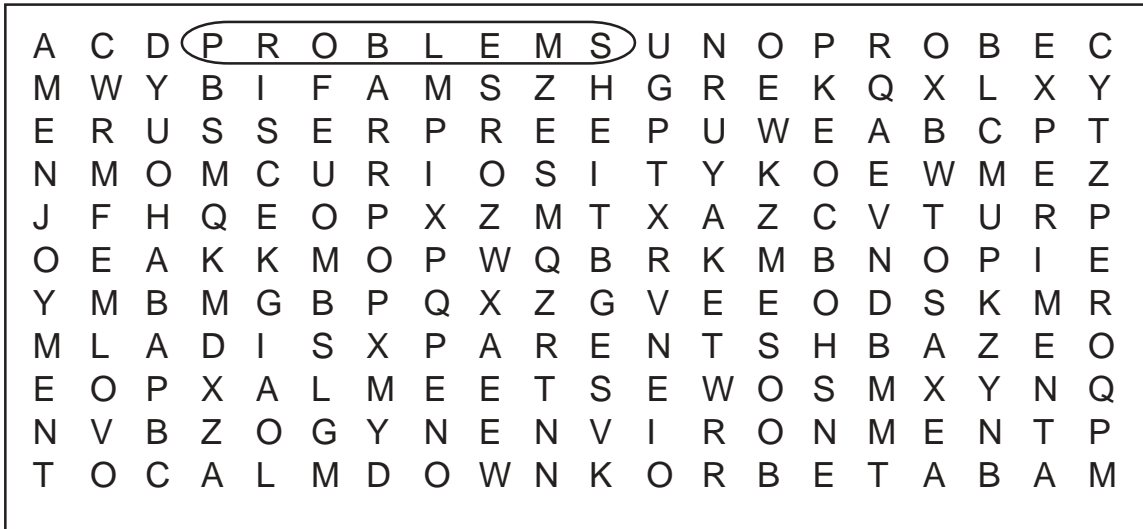 A C D P R O B L E M S U N O P R O B E C
M W Y B I F A M S Z H G R E K Q X L X Y
E R U S S E R P R E E P U W E A B C P T
N M O M C U R I O S I T Y K O E W M E Z
J F H Q E O P X Z M T X A Z C V T U R P
O E A K K M O P W Q B R K M B N O P I E
Y M B M G B P Q X Z G V E E O D S K M R
M L A D I S X P A R E N T S H B A Z E O
E O P X A L M E E T S E W O S M X Y N Q
N V B Z O G Y N E N V I R O N M E N T P
T O C A L M D O W N K O R B E T A B A M